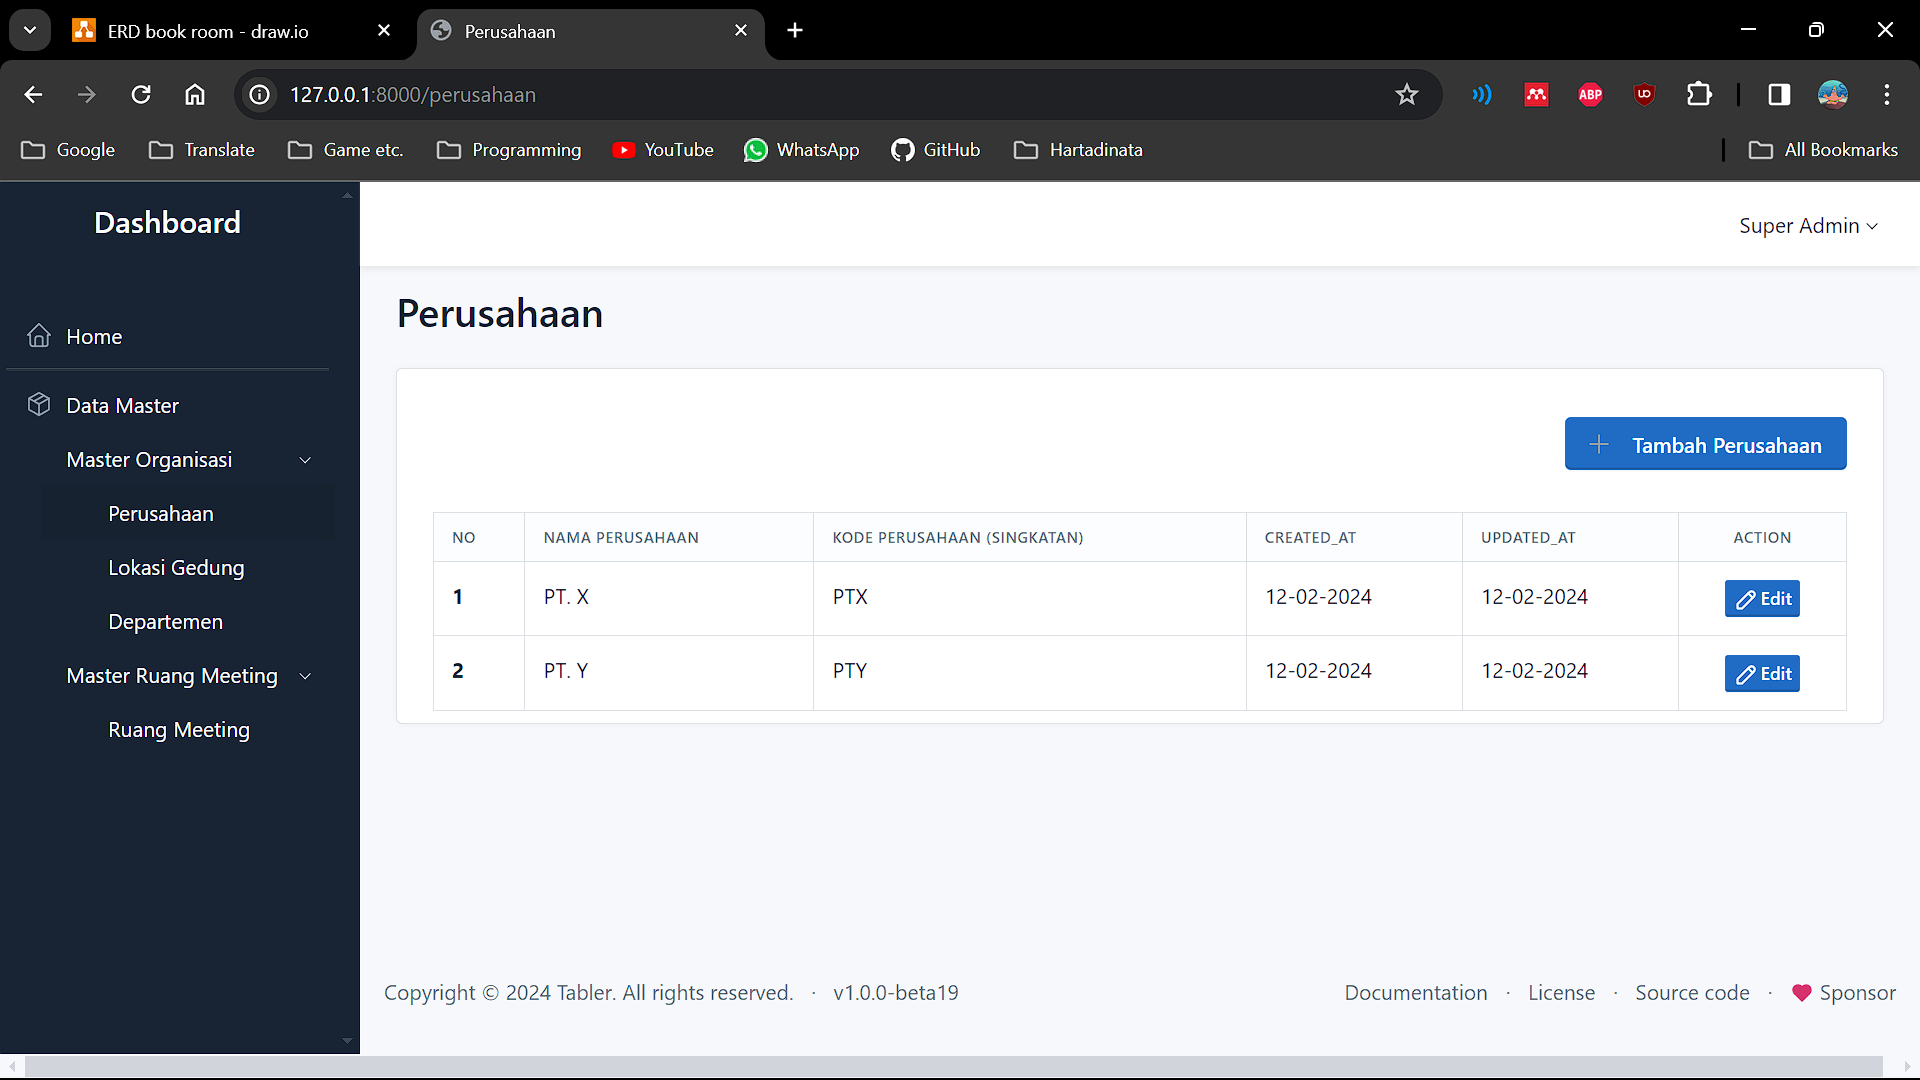 ERD book room - draw.io
Perusahaan
127.0.0.1:8000/perusahaan
ABP
Google
Translate
Game etc.
Programming
YouTube
WhatsApp
GitHub
Hartadinata
All Bookmarks
Dashboard
Super Admin
Home
Data Master
Master Organisasi
Perusahaan
Lokasi Gedung
Departemen
Master Ruang Meeting
Ruang Meeting
Perusahaan
Tambah Perusahaan
NO NAMA PERUSAHAAN KODE PERUSAHAAN (SINGKATAN) CREATED_AT UPDATED_AT ACTION
1 PT. X PTX 12-02-2024 12-02-2024 Edit
2 PT. Y PTY 12-02-2024 12-02-2024 Edit
Copyright © 2024 Tabler. All rights reserved. · v1.0.0-beta19
Documentation · License · Source code · Sponsor